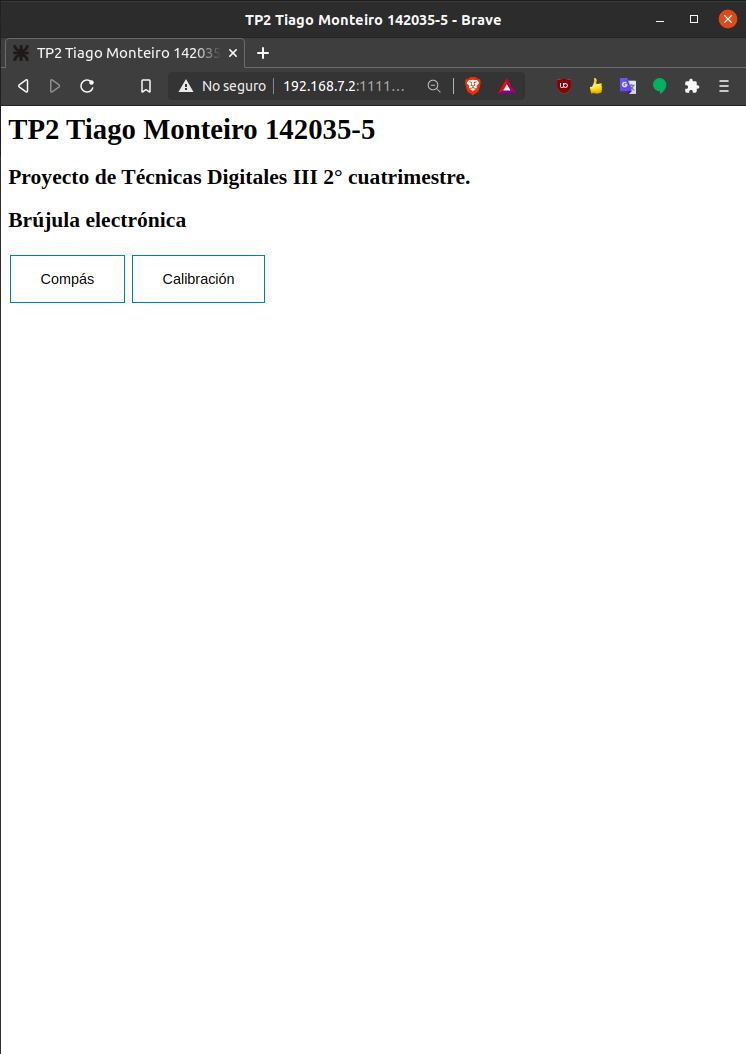 TP2 Tiago Monteiro 142035-5 - Brave
TP2 Tiago Monteiro 142035
No seguro 192.168.7.2:1111…
TP2 Tiago Monteiro 142035-5
Proyecto de Técnicas Digitales III 2° cuatrimestre.
Brújula electrónica
Compás Calibración